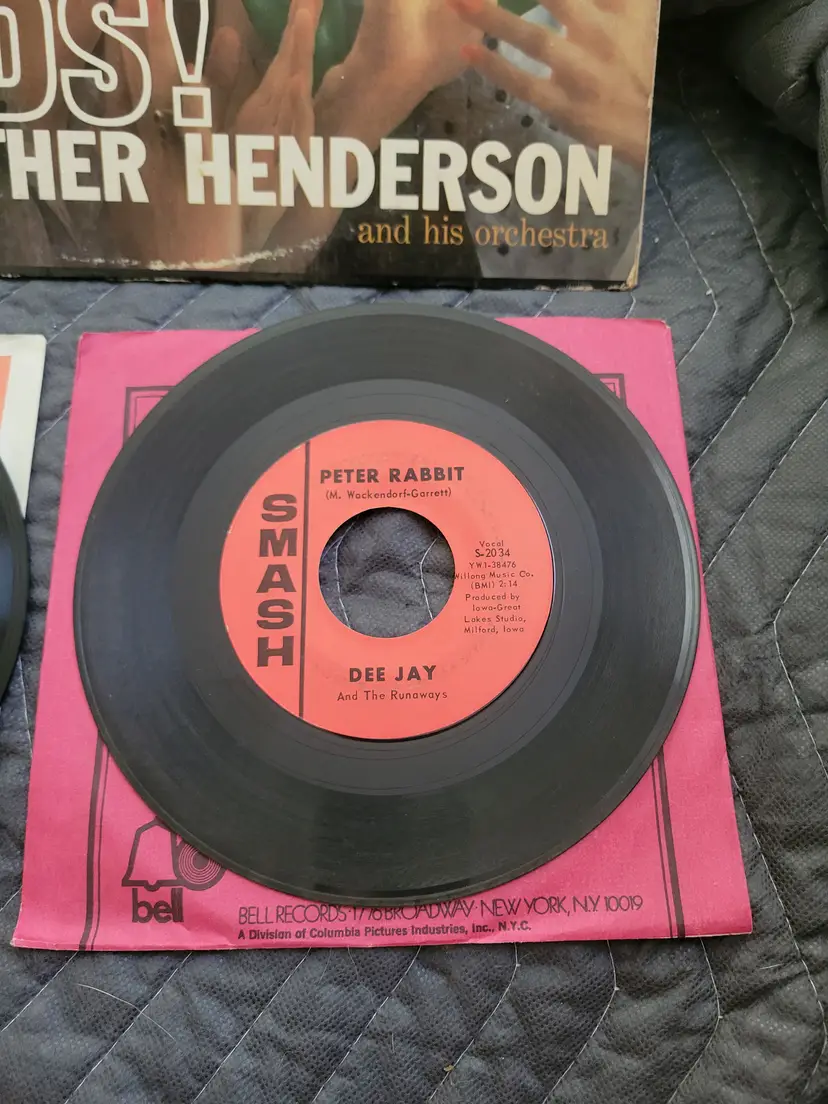 DS!
THER HENDERSON
and his orchestra
SMASH
PETER RABBIT
(M. Wackendorf-Garrett)
Vocal
S-2034
YW1-38476
Willong Music Co.
(BMI) 2:14
Produced by
Iowa-Great
Lakes Studio,
Milford, Iowa
DEE JAY
And The Runaways
bell
BELL RECORDS·1776 BROADWAY·NEW YORK, N.Y. 10019
A Division of Columbia Pictures Industries, Inc., N.Y.C.